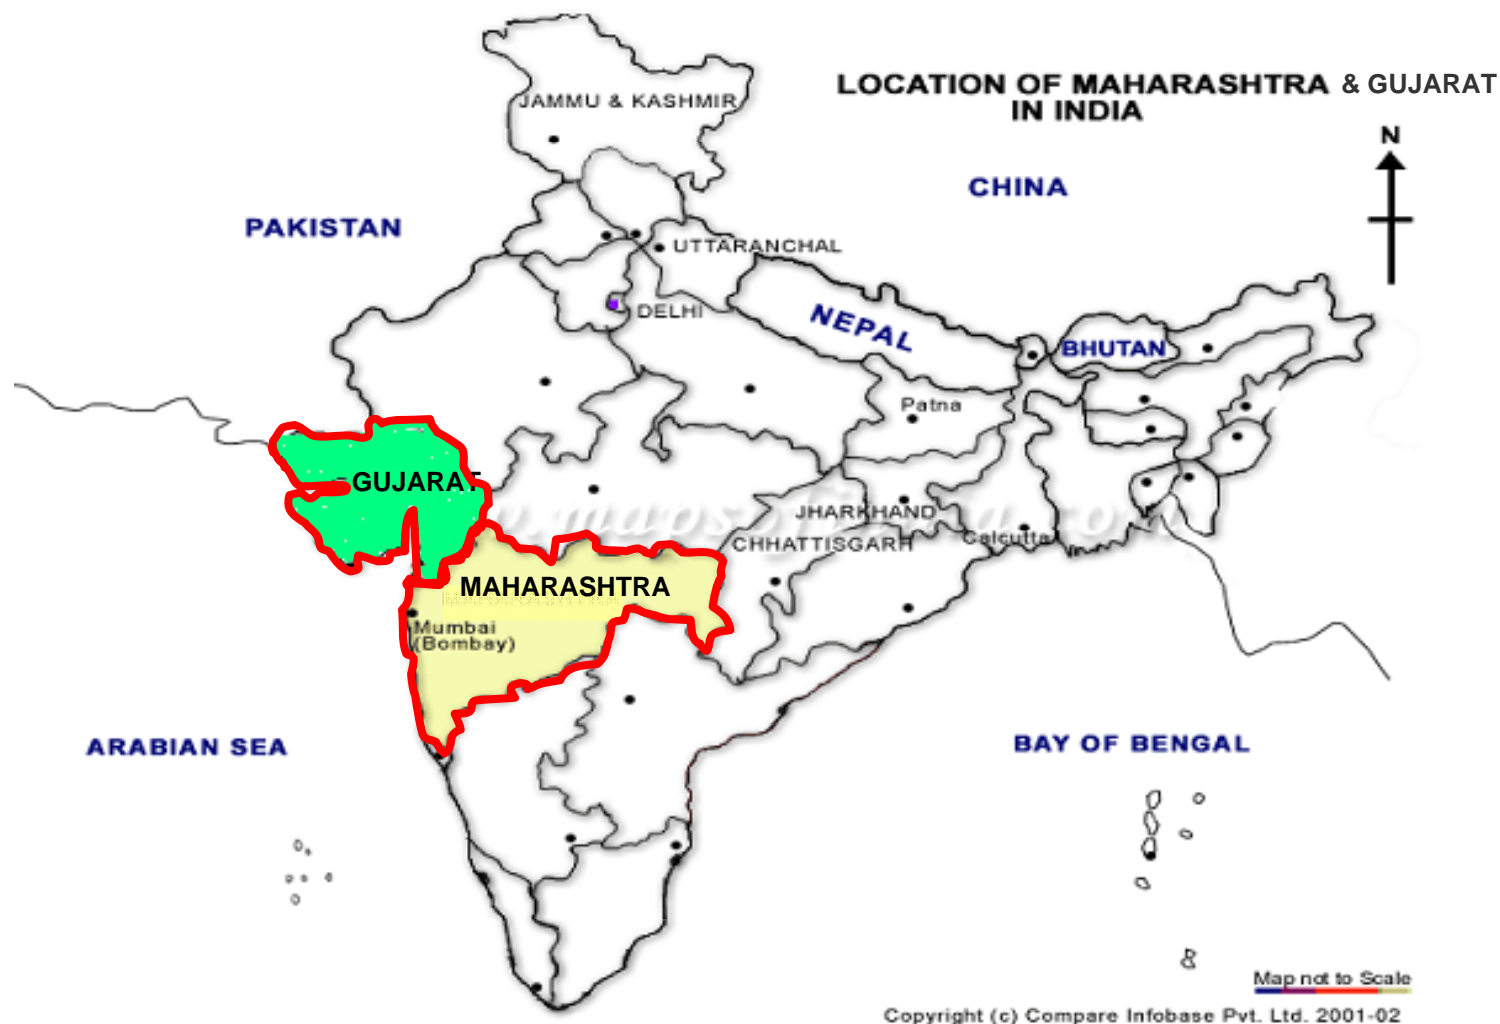 JAMMU & KASHMIR
LOCATION OF MAHARASHTRA & GUJARAT
IN INDIA
N
CHINA
PAKISTAN
UTTARANCHAL
DELHI
NEPAL
BHUTAN
Patna
GUJARAT
JHARKHAND
CHHATTISGARH
Calcutta
MAHARASHTRA
Mumbai
(Bombay)
ARABIAN SEA
BAY OF BENGAL
Map not to Scale
Copyright (c) Compare Infobase Pvt. Ltd. 2001-02